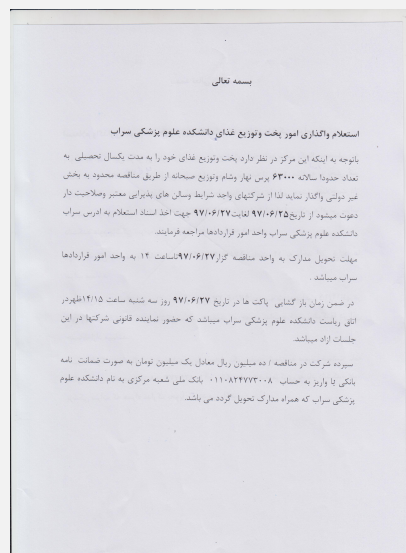 بسمه تعالی
استعلام واگذاری امور پخت وتوزیع غذای دانشکده علوم پزشکی سراب
باتوجه به اینکه این مرکز در نظر دارد پخت وتوزیع غذای خود را به مدت یکسال تحصیلی به
تعداد حدودا سالانه ۶۳۰۰۰ پرس نهار وشام وتوزیع صبحانه از طریق مناقصه محدود به بخش
غیر دولتی واگذار نماید لذا از شرکتهای واجد شرایط وسالن های پذیرایی معتبر وصلاحیت دار
دعوت میشود از تاریخ ۹۷/۰۶/۲۵ لغایت ۹۷/۰۶/۲۷ جهت اخذ اسناد استعلام به ادرس سراب
دانشکده علوم پزشکی سراب واحد امور قراردادها مراجعه فرمایند.
مهلت تحویل مدارک به واحد مناقصه گزار ۹۷/۰۶/۲۷ تاساعت ۱۴ به واحد امور قراردادها
سراب میباشد .
در ضمن زمان باز گشایی پاکت ها در تاریخ ۹۷/۰۶/۲۷ روز سه شنبه ساعت ۱۴/۱۵ ظهردر
اتاق ریاست دانشکده علوم پزشکی سراب میباشد که حضور نماینده قانونی شرکتها در این
جلسات ازاد میباشد.
سپرده شرکت در مناقصه / ده میلیون ریال معادل یک میلیون تومان به صورت ضمانت نامه
بانکی یا واریز به حساب ۰۱۱۰۸۲۴۷۷۳۰۰۸ بانک ملی شعبه مرکزی به نام دانشکده علوم
پزشکی سراب که همراه مدارک تحویل گردد می باشد.